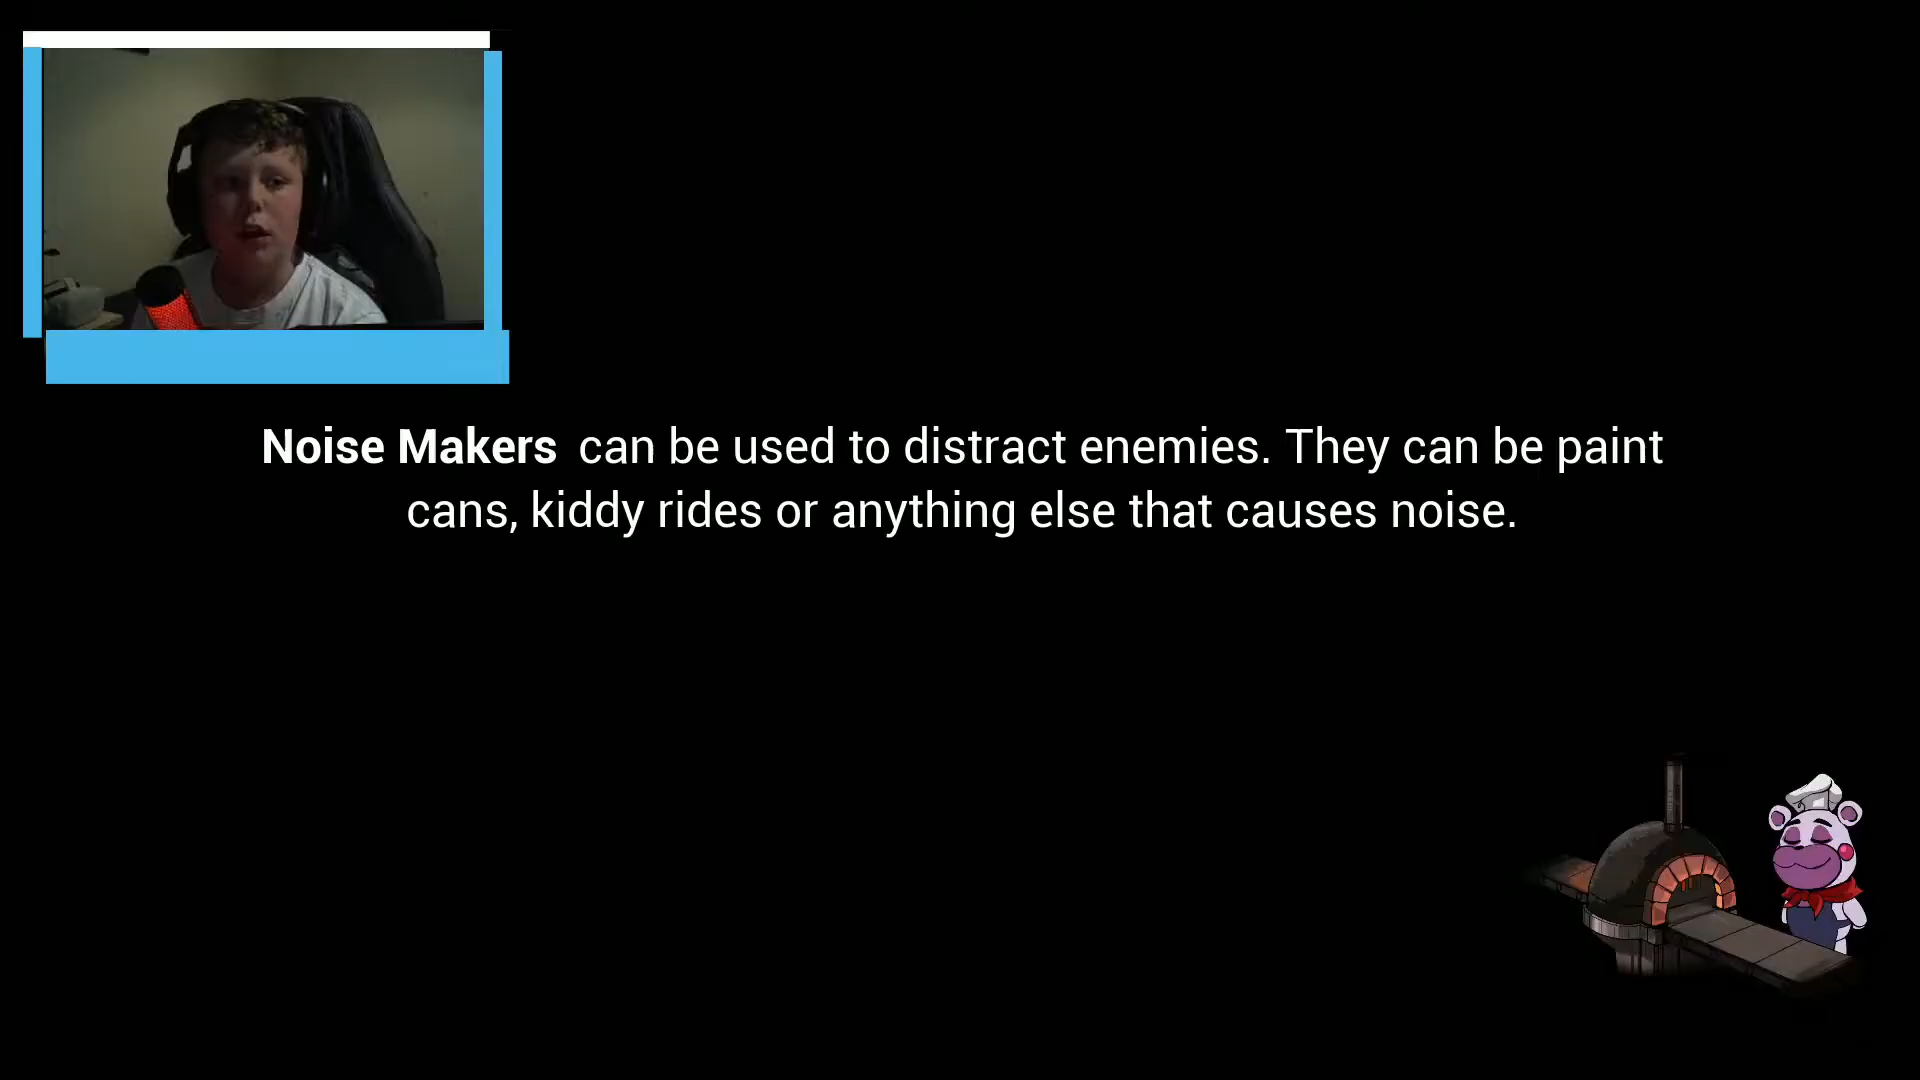 Noise Makers can be used to distract enemies. They can be paint
cans, kiddy rides or anything else that causes noise.